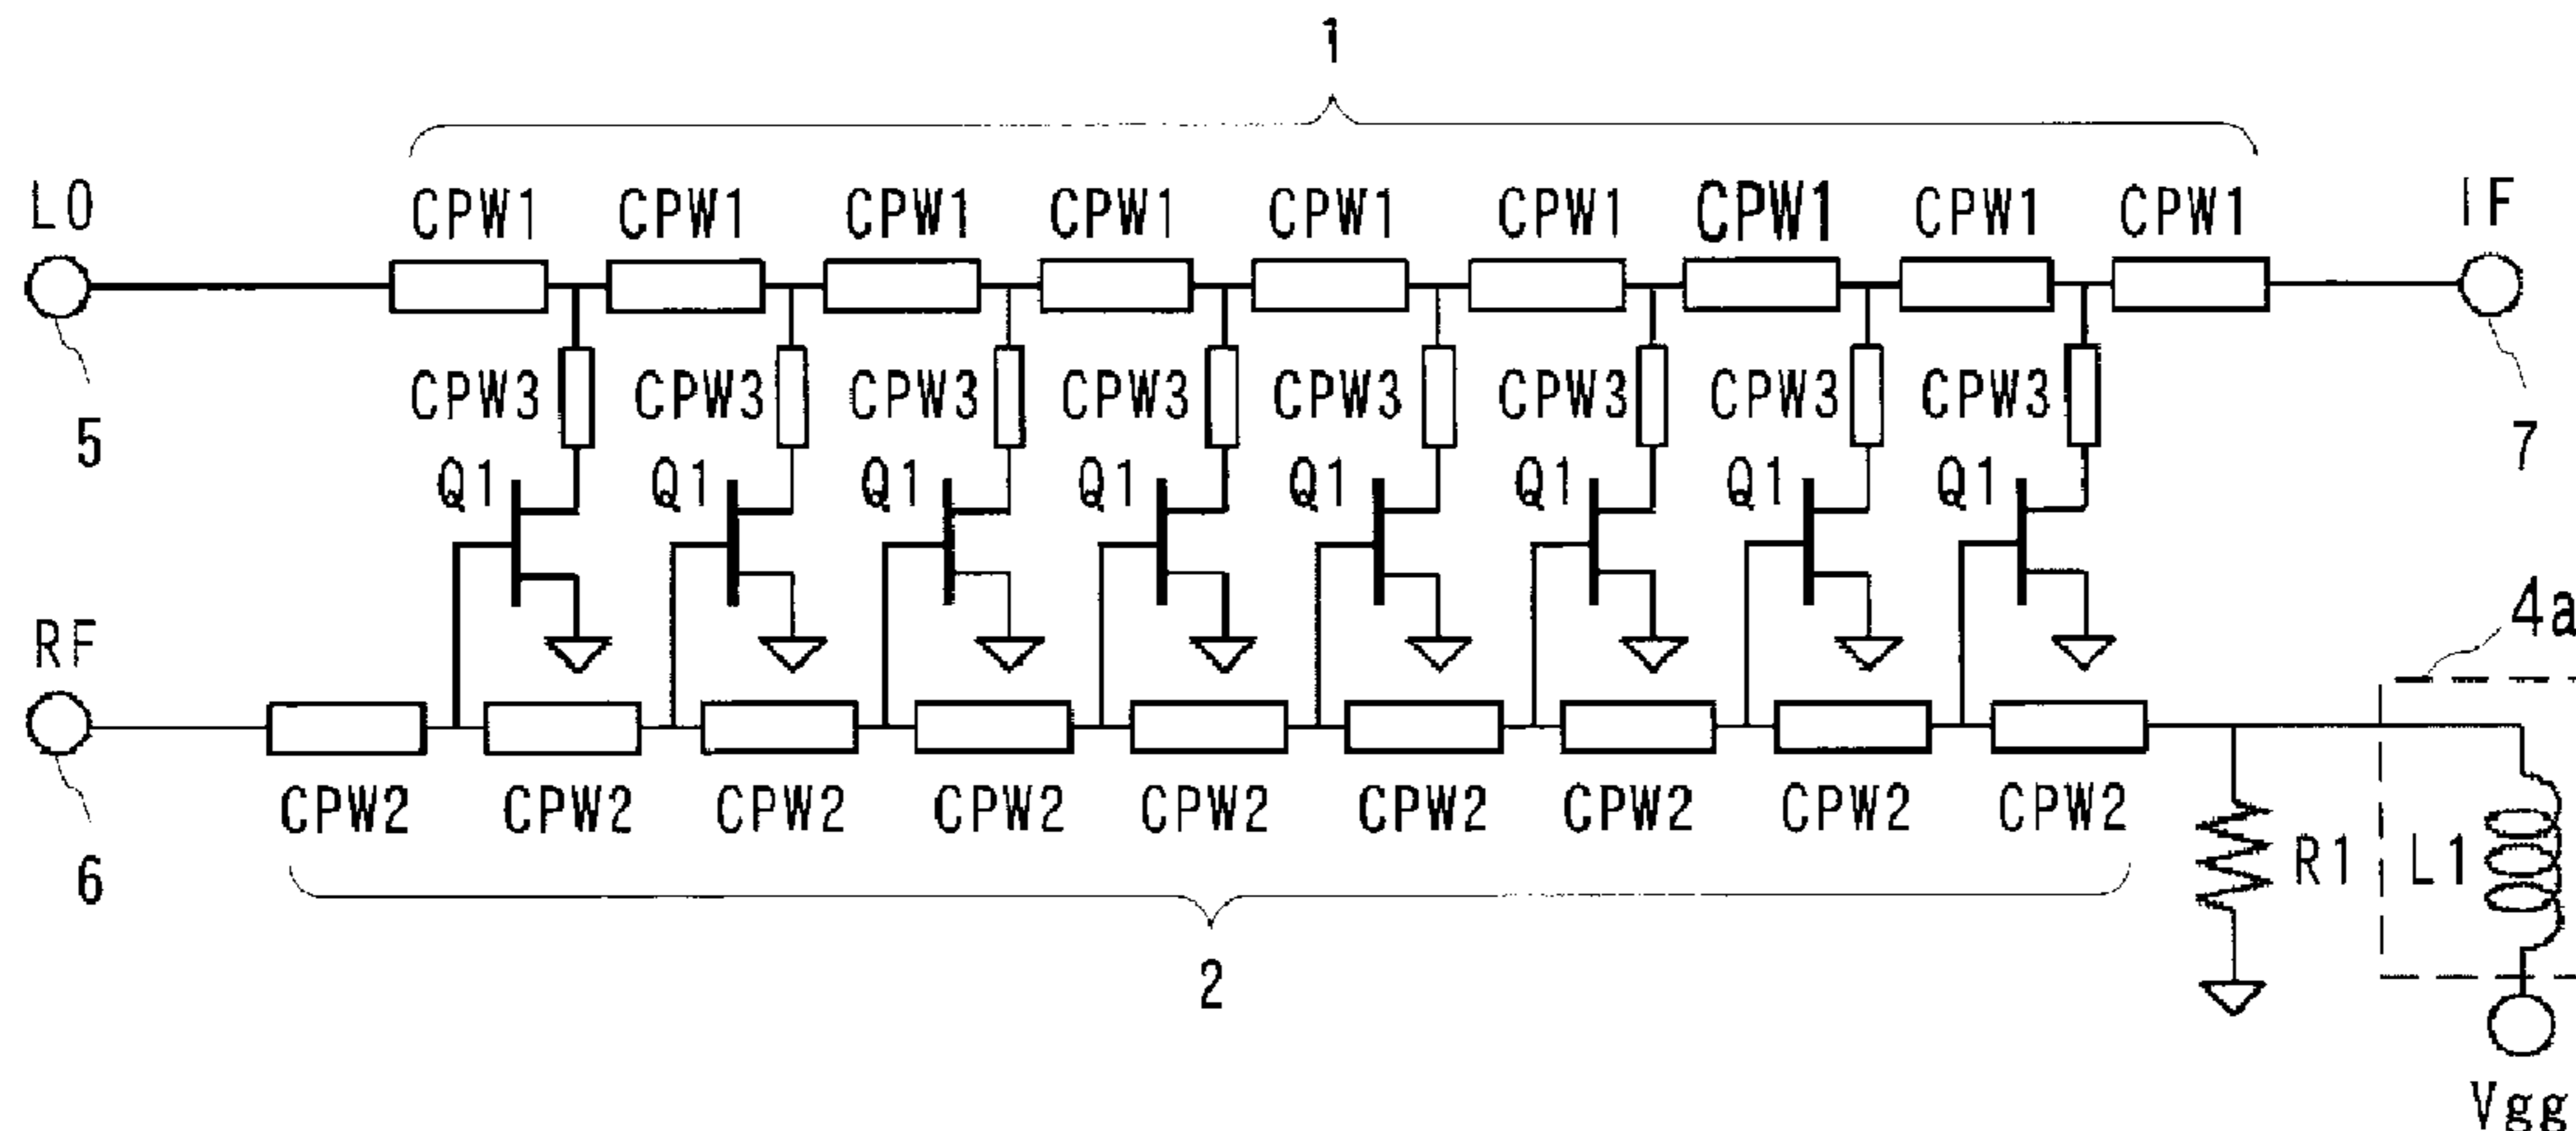 1
LO CPW1 CPW1 CPW1 CPW1 CPW1 CPW1 CPW1 CPW1 CPW1 IF
CPW3 CPW3 CPW3 CPW3 CPW3 CPW3 CPW3 CPW3
5 7
Q1 Q1 Q1 Q1 Q1 Q1 Q1 Q1
4a
RF
CPW2 CPW2 CPW2 CPW2 CPW2 CPW2 CPW2 CPW2 CPW2
6 R1 L1
2
Vgg